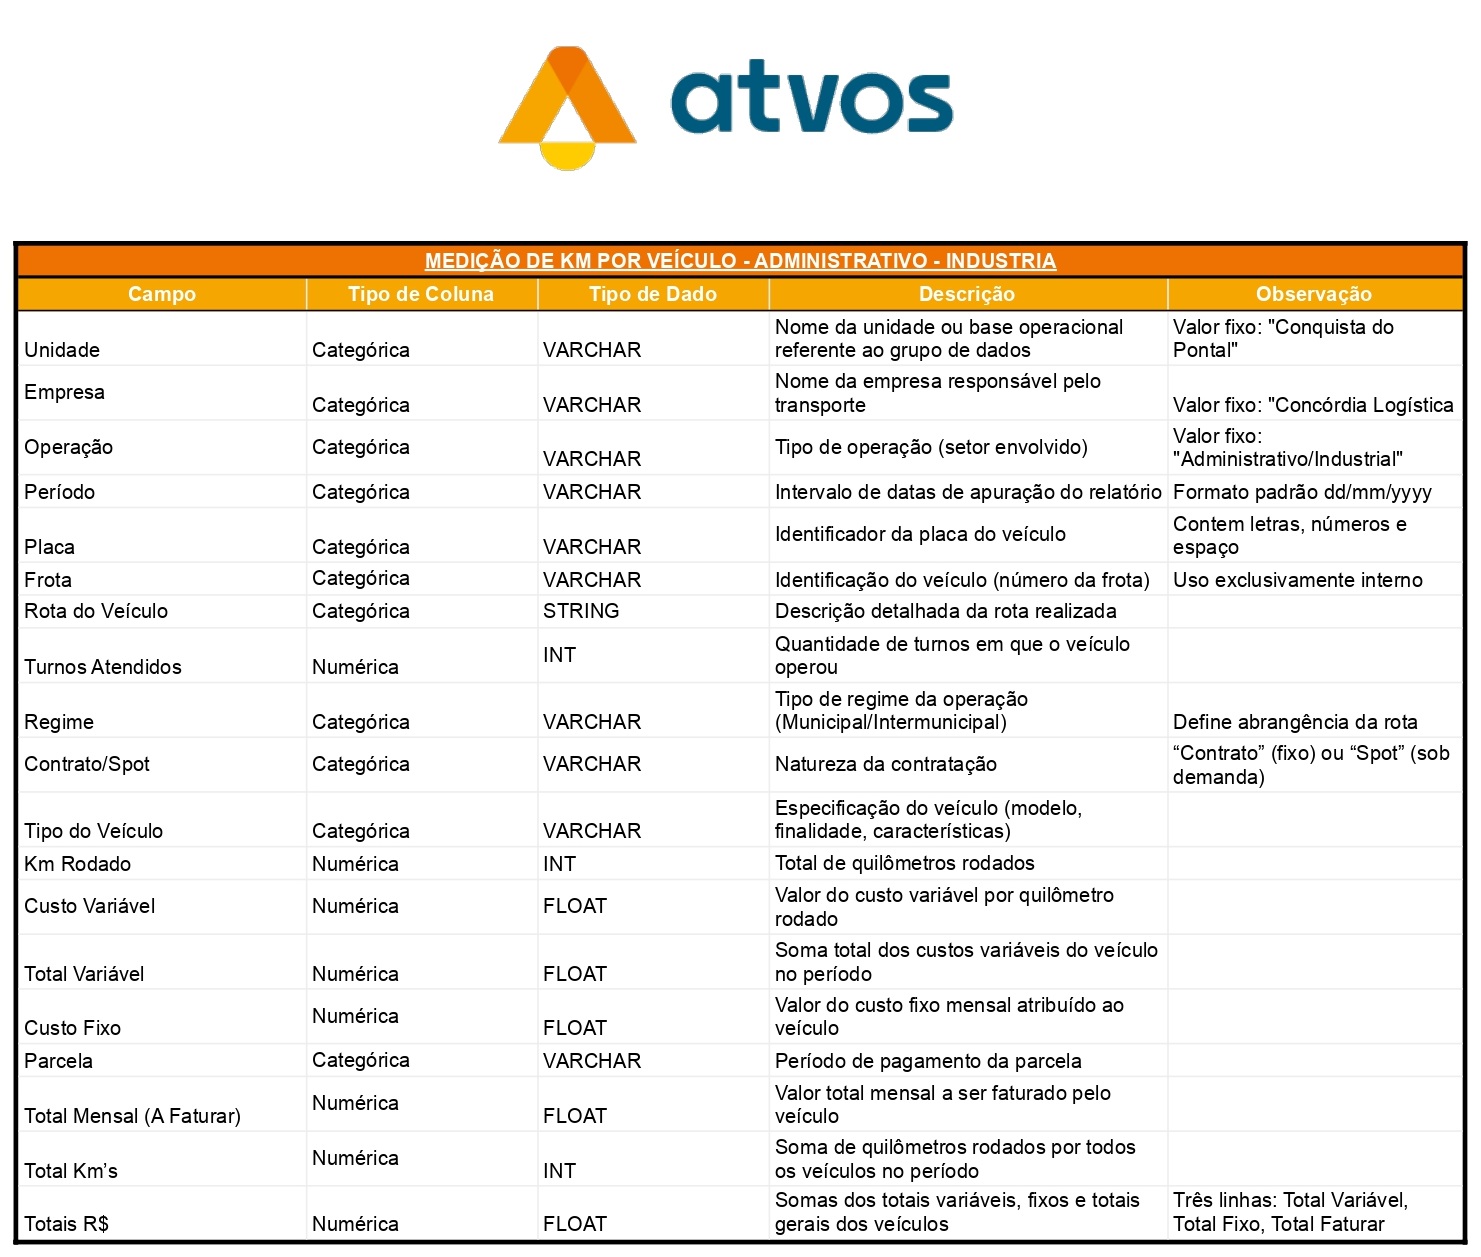 atvos
MEDIÇÃO DE KM POR VEÍCULO - ADMINISTRATIVO - INDUSTRIA
Campo Tipo de Coluna Tipo de Dado Descrição Observação
Unidade Categórica VARCHAR Nome da unidade ou base operacional
referente ao grupo de dados Valor fixo: "Conquista do
Pontal"
Empresa Categórica VARCHAR Nome da empresa responsável pelo
transporte Valor fixo: "Concórdia Logística
Operação Categórica VARCHAR Tipo de operação (setor envolvido) Valor fixo:
"Administrativo/Industrial"
Período Categórica VARCHAR Intervalo de datas de apuração do relatório Formato padrão dd/mm/yyyy
Placa Categórica VARCHAR Identificador da placa do veículo Contem letras, números e
espaço
Frota Categórica VARCHAR Identificação do veículo (número da frota) Uso exclusivamente interno
Rota do Veículo Categórica STRING Descrição detalhada da rota realizada
Turnos Atendidos Numérica INT Quantidade de turnos em que o veículo
operou
Regime Categórica VARCHAR Tipo de regime da operação
(Municipal/Intermunicipal) Define abrangência da rota
Contrato/Spot Categórica VARCHAR Natureza da contratação “Contrato” (fixo) ou “Spot” (sob
demanda)
Tipo do Veículo Categórica VARCHAR Especificação do veículo (modelo,
finalidade, características)
Km Rodado Numérica INT Total de quilômetros rodados
Custo Variável Numérica FLOAT Valor do custo variável por quilômetro
rodado
Total Variável Numérica FLOAT Soma total dos custos variáveis do veículo
no período
Custo Fixo Numérica FLOAT Valor do custo fixo mensal atribuído ao
veículo
Parcela Categórica VARCHAR Período de pagamento da parcela
Total Mensal (A Faturar) Numérica FLOAT Valor total mensal a ser faturado pelo
veículo
Total Km’s Numérica INT Soma de quilômetros rodados por todos
os veículos no período
Totais R$ Numérica FLOAT Somas dos totais variáveis, fixos e totais
gerais dos veículos Três linhas: Total Variável,
Total Fixo, Total Faturar